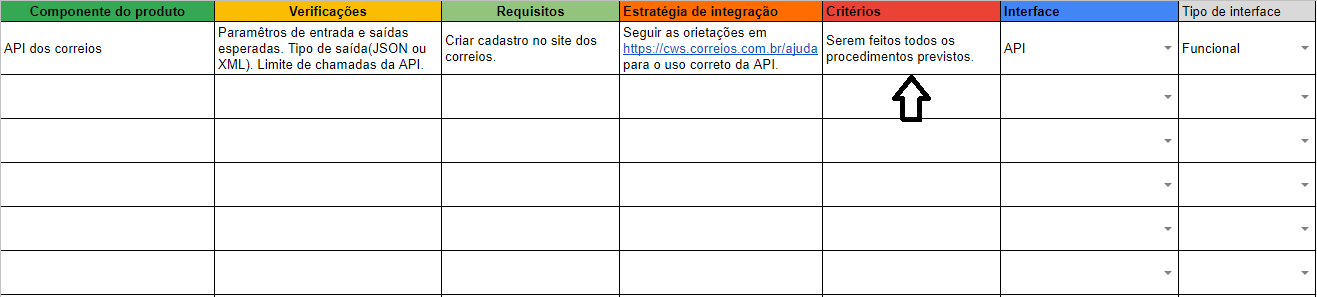 Componente do produto
Verificações
Requisitos
Estratégia de integração
Critérios
Interface
Tipo de interface
API dos correios
Paramêtros de entrada e saídas
esperadas. Tipo de saída(JSON ou
XML). Limite de chamadas da API.
Criar cadastro no site dos
correios.
Seguir as orietações em
https://cws.correios.com.br/ajuda
para o uso correto da API.
Serem feitos todos os
procedimentos previstos.
API
Funcional